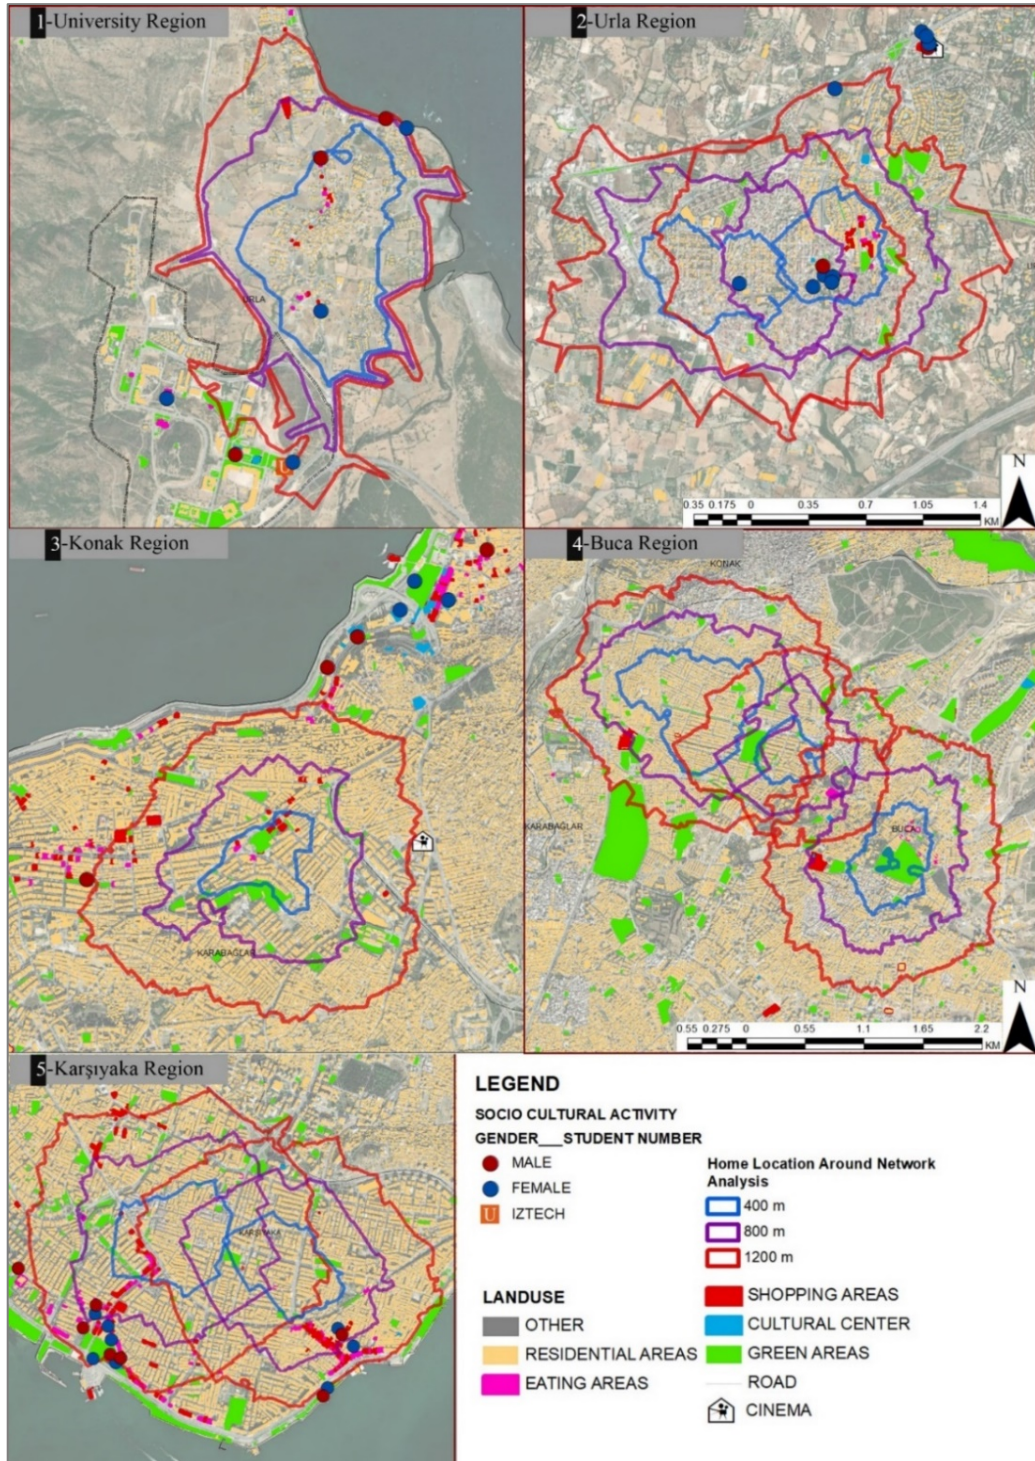 1-University Region
URLA
U
2-Urla Region
0.35 0.175 0 0.35 0.7 1.05 1.4
KM
N
3-Konak Region
KARABAĞLAR
4-Buca Region
KONAK
KARABAĞLAR
BUCA
0.55 0.275 0 0.55 1.1 1.65 2.2
KM
N
5-Karşıyaka Region
KARŞIYAKA
LEGEND
SOCIO CULTURAL ACTIVITY
GENDER___STUDENT NUMBER
MALE
FEMALE
U IZTECH
Home Location Around Network
Analysis
400 m
800 m
1200 m
LANDUSE
OTHER
RESIDENTIAL AREAS
EATING AREAS
SHOPPING AREAS
CULTURAL CENTER
GREEN AREAS
ROAD
CINEMA